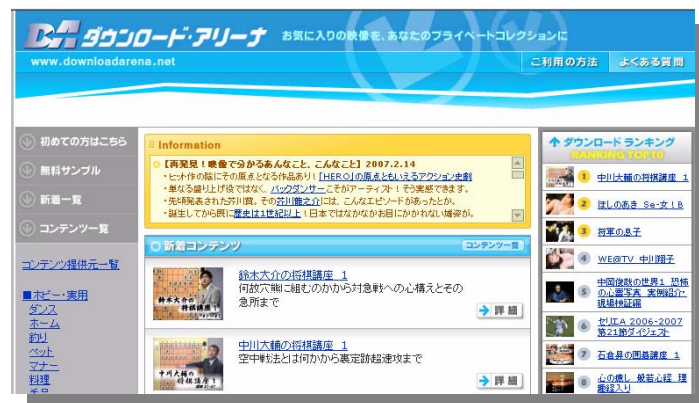 DA ダウンロード・アリーナ お気に入りの映像を、あなたのプライベートコレクションに
www.downloadarena.net
ご利用の方法 よくある質問
初めての方はこちら
無料サンプル
新着一覧
コンテンツ一覧
コンテンツ提供元一覧
■ホビー・実用
ダンス
ホーム
釣り
ペット
マナー
料理
Information
【再発見！映像で分かるあんなこと、こんなこと】 2007.2.14
・ヒット作の陰にその原点となる作品あり！「HERO」の原点ともいえるアクション史劇
・単なる盛り上げ役ではなく、バックダンサーこそがアーティスト！そう実感できます。
・先頃発表された芥川賞。その芥川龍之介には、こんなエピソードがあったとか。
・誕生してから既に歴史は1世紀以上！日本ではなかなかお目にかかれない雄姿が。
新着コンテンツ
コンテンツ一覧
鈴木大介の将棋講座 1
何故穴熊に組むのかから対急戦への心構えとその
急所まで
詳細
中川大輔の将棋講座 1
空中戦法とは何かから裏定跡超速攻まで
詳細
ダウンロードランキング
RANKING TOP10
1 中川大輔の将棋講座 1
2 ほしのあき Se-女！B
3 将軍の息子
4 WE@TV 中川翔子
5 中岡俊哉の世界1 恐怖
の心霊写真 実例紹介・
現場検証編
6 セリエA 2006-2007
第21節ダイジェスト
7 石倉昇の囲碁講座 1
8 心の癒し 般若心経 理
趣経入り